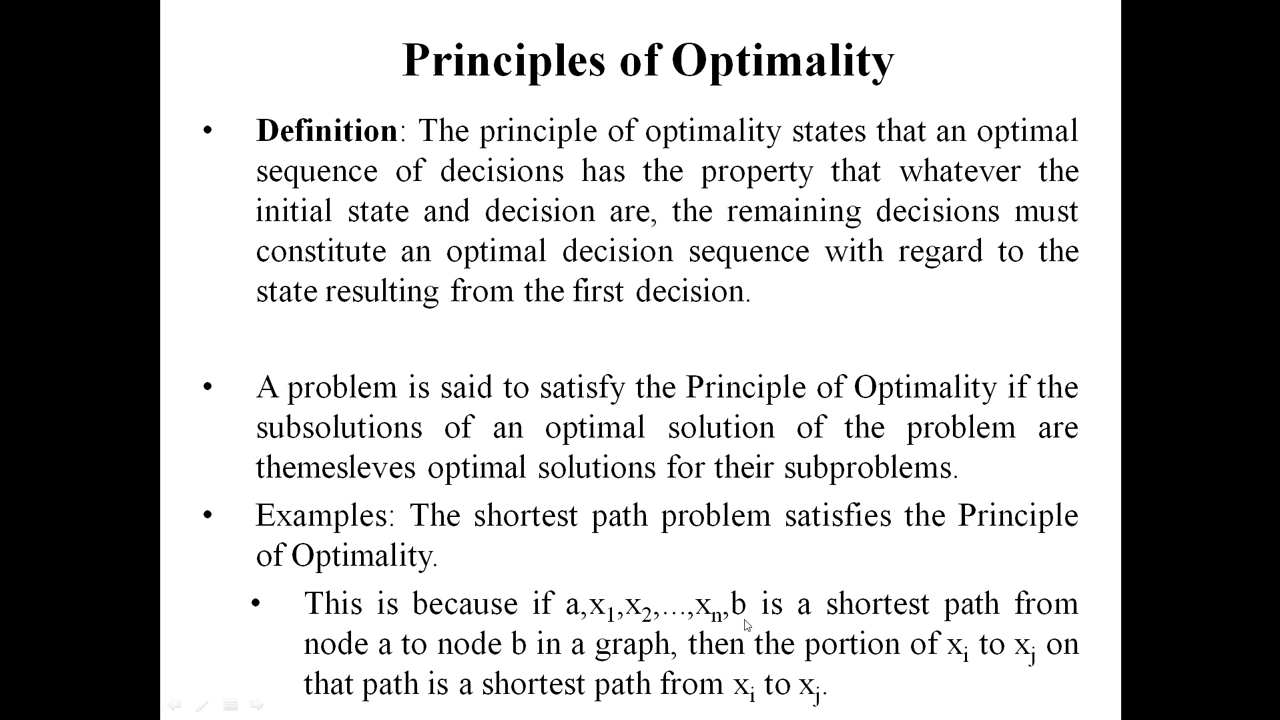 Principles of Optimality
• Definition: The principle of optimality states that an optimal
sequence of decisions has the property that whatever the
initial state and decision are, the remaining decisions must
constitute an optimal decision sequence with regard to the
state resulting from the first decision.
• A problem is said to satisfy the Principle of Optimality if the
subsolutions of an optimal solution of the problem are
themesleves optimal solutions for their subproblems.
• Examples: The shortest path problem satisfies the Principle
of Optimality.
• This is because if a,x₁,x₂,...,xₙ,b is a shortest path from
node a to node b in a graph, then the portion of xᵢ to xⱼ on
that path is a shortest path from xᵢ to xⱼ.